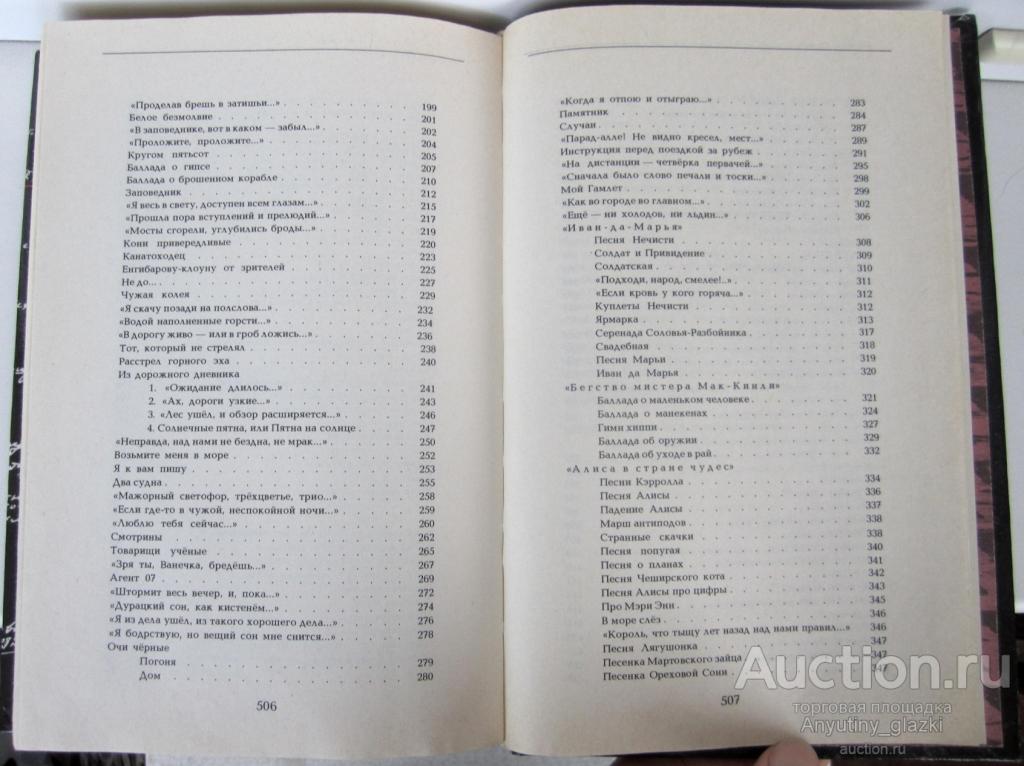 «Проделав брешь в затишьи...» 199
Белое безмолвие 201
«В заповеднике, вот в каком — забыл...» 202
«Проложите, проложите...» 204
Кругом пятьсот 205
Баллада о гипсе 207
Баллада о брошенном корабле 210
Заповедник 212
«Я весь в свету, доступен всем глазам...» 215
«Прошла пора вступлений и прелюдий...» 217
«Мосты сгорели, углубились броды...» 219
Кони привередливые 220
Канатоходец 223
Енгибарову-клоуну от зрителей 225
Не до... 227
Чужая колея 229
«Я скачу позади на полслова...» 232
«Водой наполненные горсти...» 234
«В дорогу живо — или в гроб ложись...» 236
Тот, который не стрелял 238
Расстрел горного эха 240
Из дорожного дневника
1. «Ожидание длилось...» 241
2. «Ах, дороги узкие...» 243
3. «Лес ушёл, и обзор расширяется...» 246
4. Солнечные пятна, или Пятна на солнце 247
«Неправда, над нами не бездна, не мрак...» 250
Возьмите меня в море 252
Я к вам пишу 253
Два судна 255
«Мажорный светофор, трёхцветье, трио...» 258
«Если где-то в чужой, неспокойной ночи...» 259
«Люблю тебя сейчас...» 260
Смотрины 262
Товарищи учёные 265
«Зря ты, Ванечка, бредёшь...» 267
Агент 07 269
«Штормит весь вечер, и, пока...» 272
«Дурацкий сон, как кистенём...» 274
«Я из дела ушёл, из такого хорошего дела...» 276
«Я бодрствую, но вещий сон мне снится...» 278
Очи чёрные
Погоня 279
Дом 280
506
«Когда я отпою и отыграю...» 283
Памятник 284
Случаи 287
«Парад-алле! Не видно кресел, мест...» 289
Инструкция перед поездкой за рубеж 291
«На дистанции — четвёрка первачей...» 295
«Сначала было слово печали и тоски...» 298
Мой Гамлет 299
«Как во городе во главном...» 302
«Ещё — ни холодов, ни льдин...» 306
«Иван-да-Марья»
Песня Нечисти 308
Солдат и Привидение 309
Солдатская 310
«Подходи, народ, смелее!..» 311
«Если кровь у кого горяча...» 312
Куплеты Нечисти 312
Ярмарка 313
Серенада Соловья-Разбойника 317
Свадебная 318
Песня Марьи 319
Иван да Марья 320
«Бегство мистера Мак-Кинли»
Баллада о маленьком человеке 321
Баллада о манекенах 324
Гимн хиппи 327
Баллада об оружии 329
Баллада об уходе в рай 332
«Алиса в стране чудес»
Песня Кэрролла 334
Песня Алисы 336
Падение Алисы 337
Марш антиподов 338
Странные скачки 338
Песня попугая 340
Песня о планах 341
Песня Чеширского кота 342
Песня Алисы про цифры 343
Про Мэри Энн 345
В море слёз 346
«Король, что тыщу лет назад над нами правил...» 346
Песня Лягушонка 347
Песенка Мартовского зайца 347
Песенка Ореховой Сони 347
507
Auction.ru
торговая площадка
Anyutiny_glazki
auction.ru